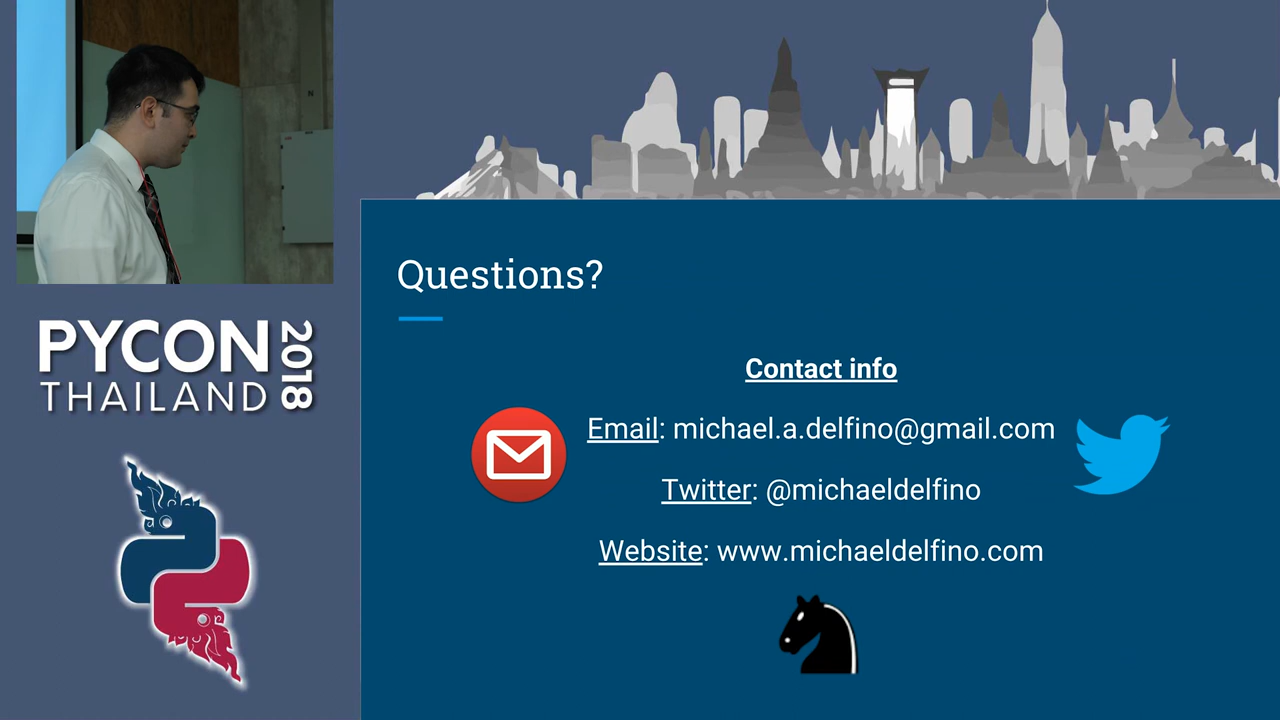 PYCON 2018
THAILAND
Questions?
Contact info
Email: michael.a.delfino@gmail.com
Twitter: @michaeldelfino
Website: www.michaeldelfino.com